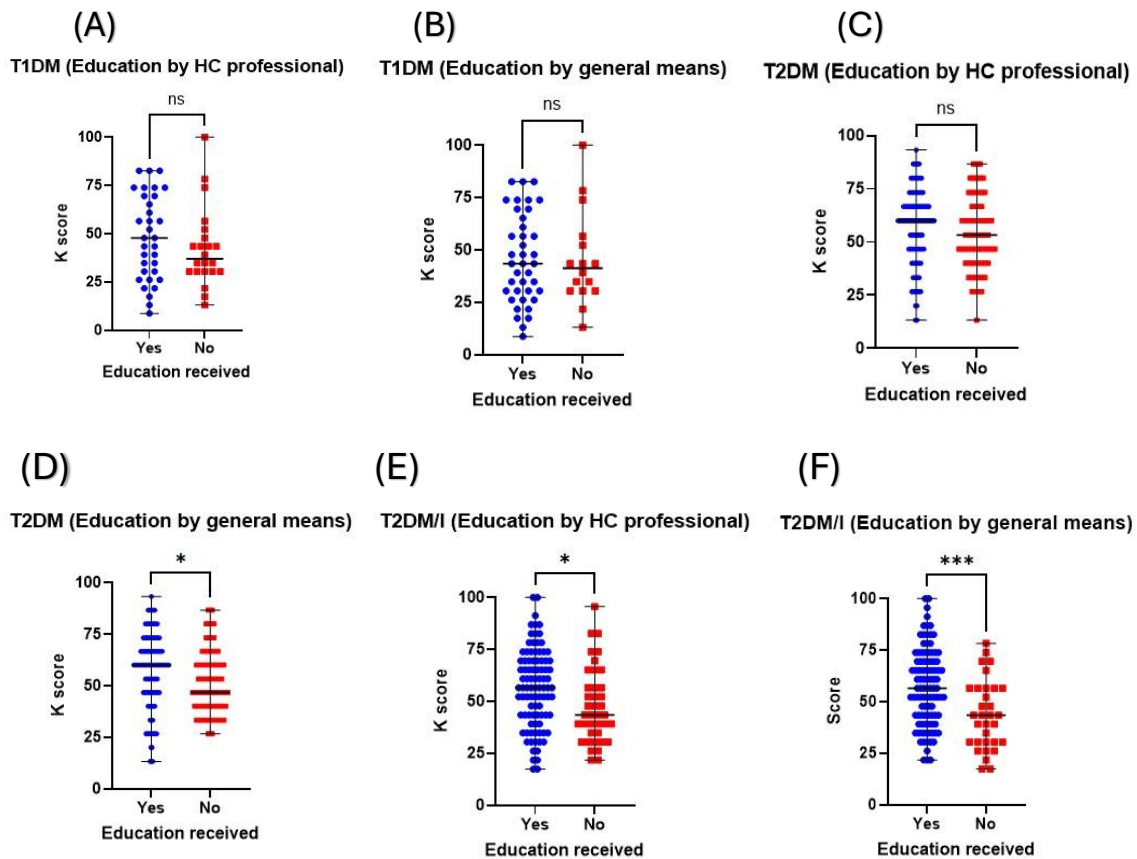 (A)
T1DM (Education by HC professional)
ns
100
75
50
25
0
K score
Yes No
Education received
(B)
T1DM (Education by general means)
ns
100
75
50
25
0
K score
Yes No
Education received
(C)
T2DM (Education by HC professional)
ns
100
75
50
25
0
K score
Yes No
Education received
(D)
T2DM (Education by general means)
*
100
75
50
25
0
K score
Yes No
Education received
(E)
T2DM/I (Education by HC professional)
*
100
75
50
25
0
K score
Yes No
Education received
(F)
T2DM/I (Education by general means)
***
100
75
50
25
0
Score
Yes No
Education received